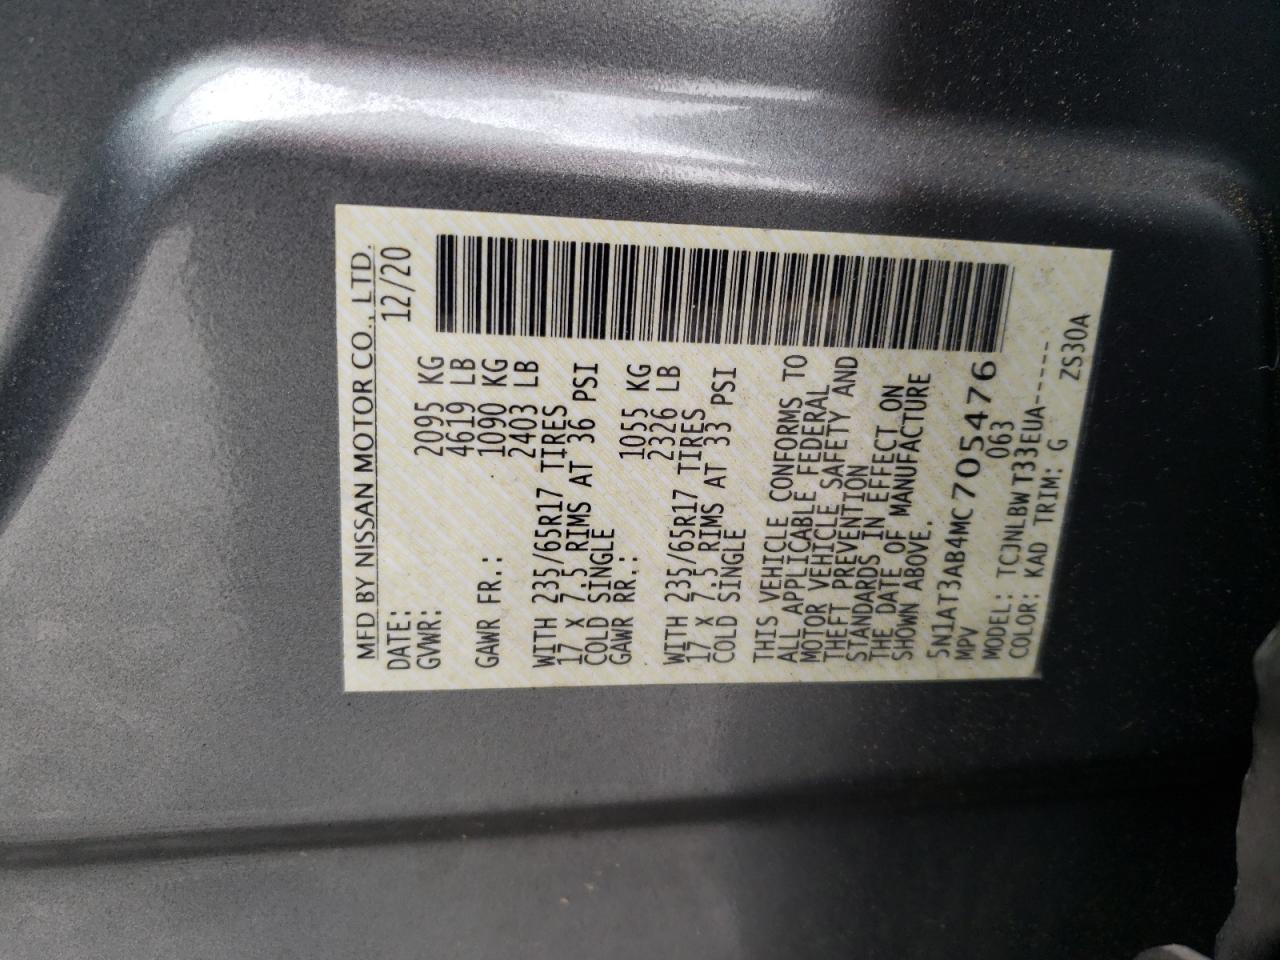 MFD BY NISSAN MOTOR CO., LTD.
DATE: 12/20
GVWR: 2095 KG
4619 LB
GAWR FR.: 1090 KG
2403 LB
WITH 235/65R17 TIRES
17 X 7.5 RIMS AT 36 PSI
COLD SINGLE
GAWR RR.: 1055 KG
2326 LB
WITH 235/65R17 TIRES
17 X 7.5 RIMS AT 33 PSI
COLD SINGLE
THIS VEHICLE CONFORMS TO
ALL APPLICABLE FEDERAL
MOTOR VEHICLE SAFETY AND
THEFT PREVENTION
STANDARDS IN EFFECT ON
THE DATE OF MANUFACTURE
SHOWN ABOVE.
5N1AT3AB4MC705476
MPV 063
MODEL: TCJNLBWT33EUA-----
COLOR: KAD TRIM: G ZS30A